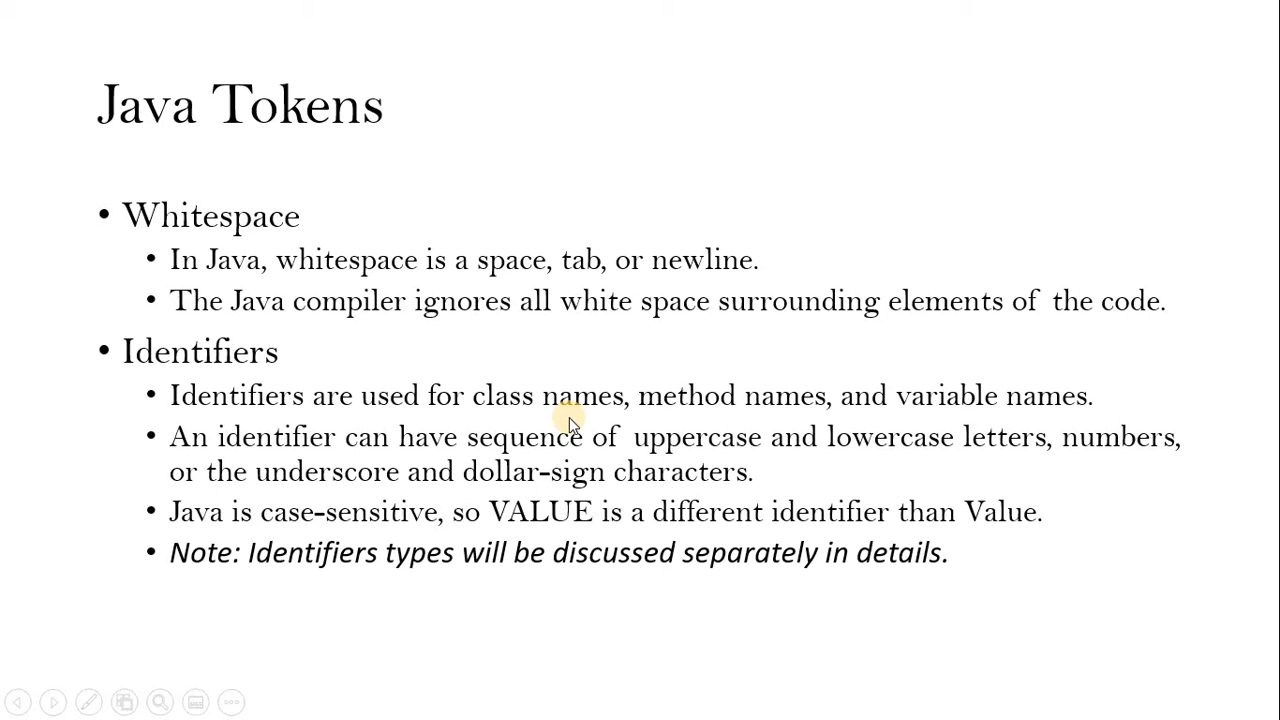 Java Tokens
• Whitespace
• In Java, whitespace is a space, tab, or newline.
• The Java compiler ignores all white space surrounding elements of the code.
• Identifiers
• Identifiers are used for class names, method names, and variable names.
• An identifier can have sequence of uppercase and lowercase letters, numbers,
or the underscore and dollar-sign characters.
• Java is case-sensitive, so VALUE is a different identifier than Value.
• Note: Identifiers types will be discussed separately in details.